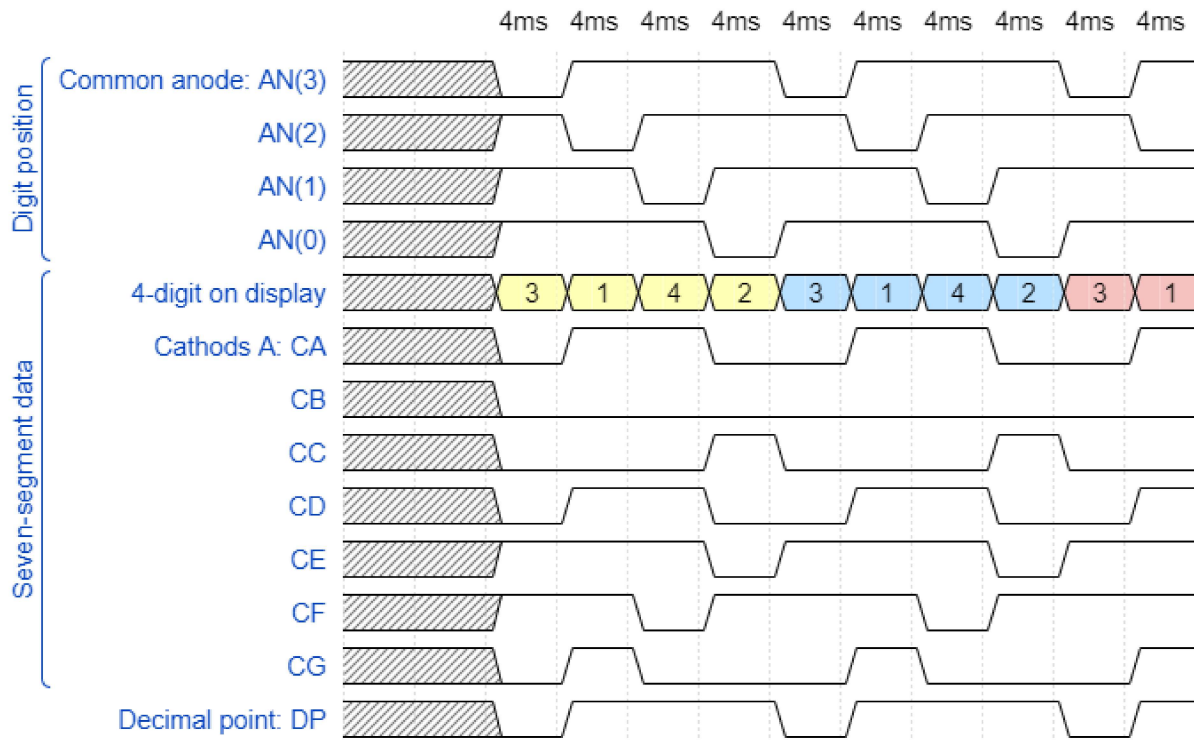 4ms 4ms 4ms 4ms 4ms 4ms 4ms 4ms 4ms 4ms
Digit position
Common anode: AN(3)
AN(2)
AN(1)
AN(0)
Seven-segment data
4-digit on display 3 1 4 2 3 1 4 2 3 1
Cathods A: CA
CB
CC
CD
CE
CF
CG
Decimal point: DP